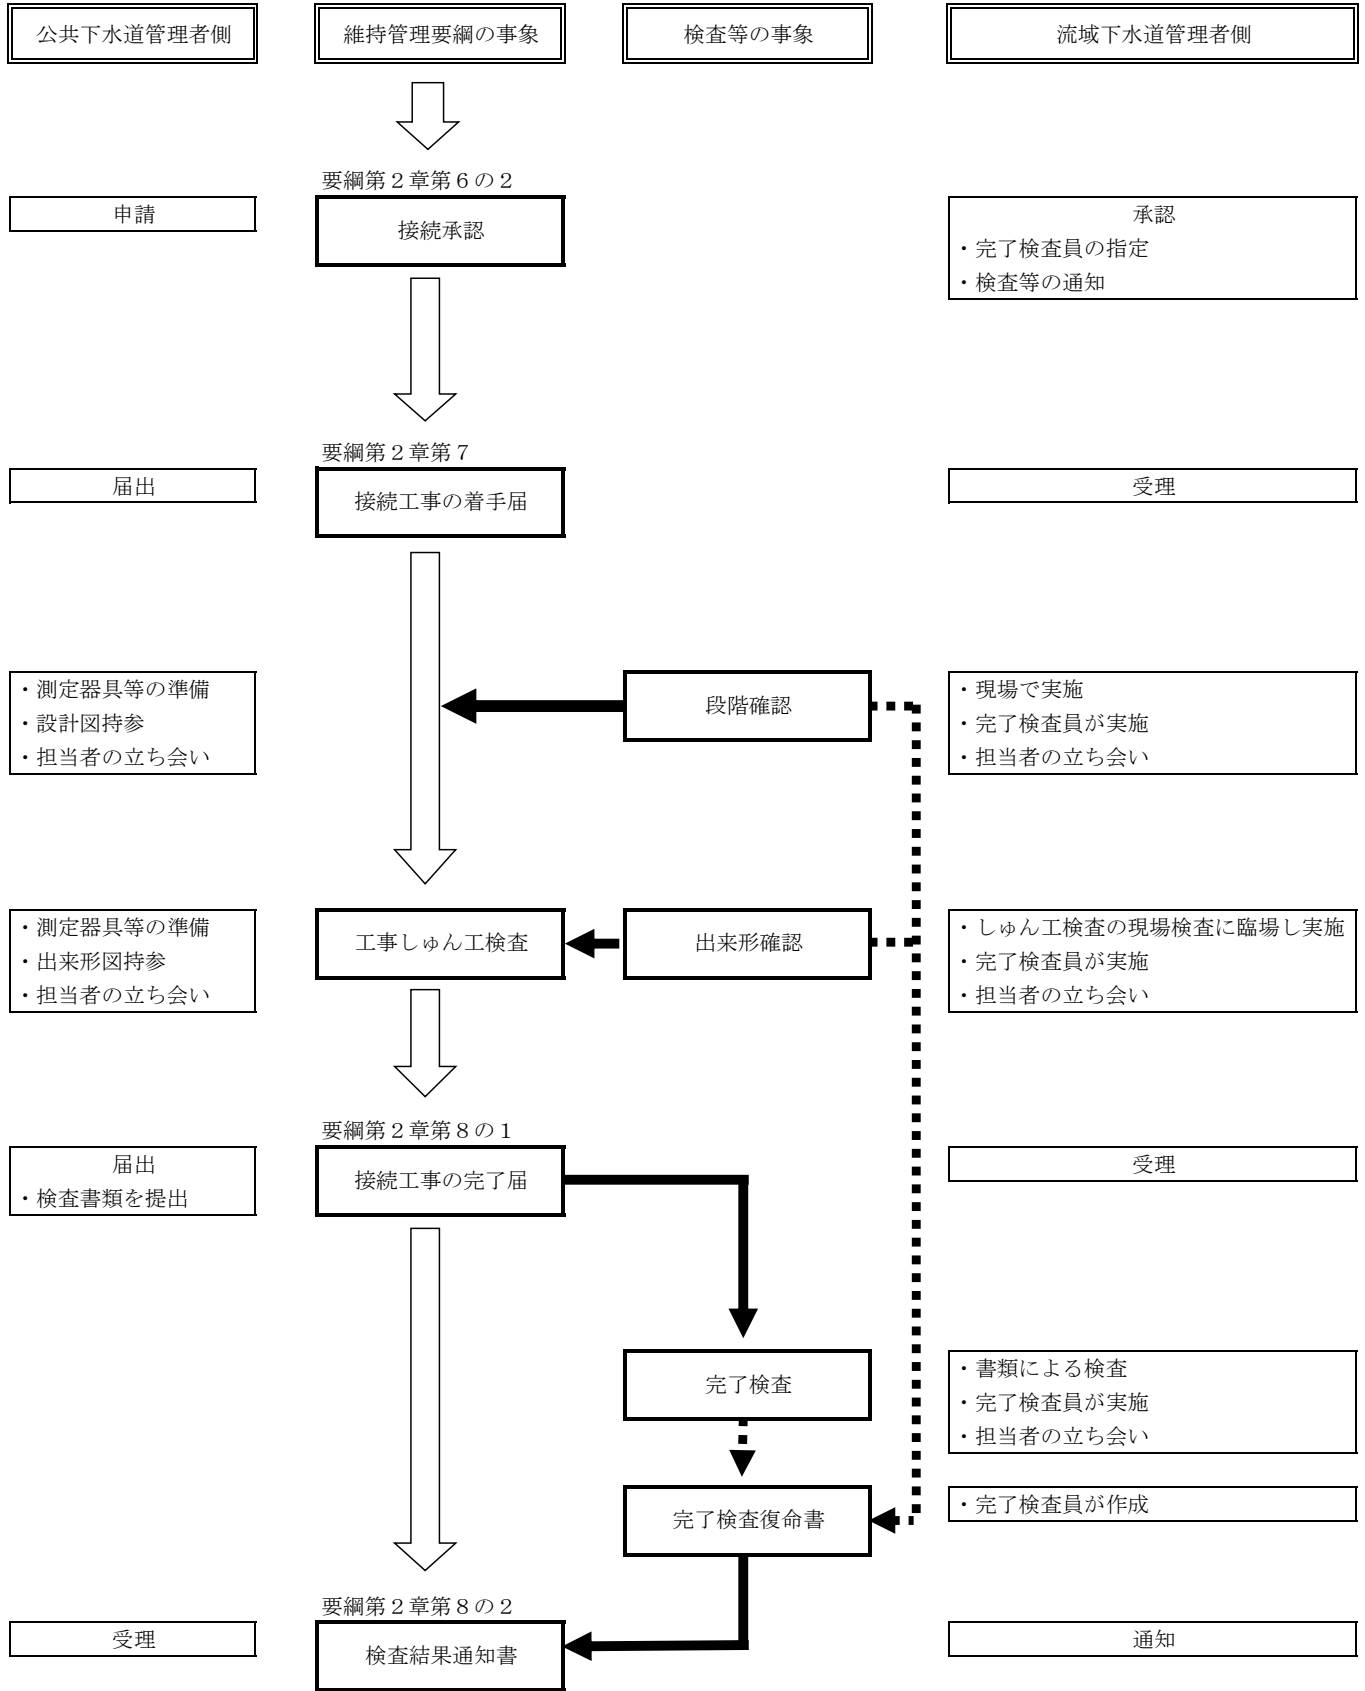 公共下水道管理者側
維持管理要綱の事象
検査等の事象
流域下水道管理者側
要綱第２章第６の２
申請
接続承認
承認
・完了検査員の指定
・検査等の通知
要綱第２章第７
届出
接続工事の着手届
受理
・測定器具等の準備
・設計図持参
・担当者の立ち会い
段階確認
・現場で実施
・完了検査員が実施
・担当者の立ち会い
・測定器具等の準備
・出来形図持参
・担当者の立ち会い
工事しゅん工検査
出来形確認
・しゅん工検査の現場検査に臨場し実施
・完了検査員が実施
・担当者の立ち会い
要綱第２章第８の１
届出
・検査書類を提出
接続工事の完了届
受理
完了検査
・書類による検査
・完了検査員が実施
・担当者の立ち会い
完了検査復命書
・完了検査員が作成
要綱第２章第８の２
受理
検査結果通知書
通知